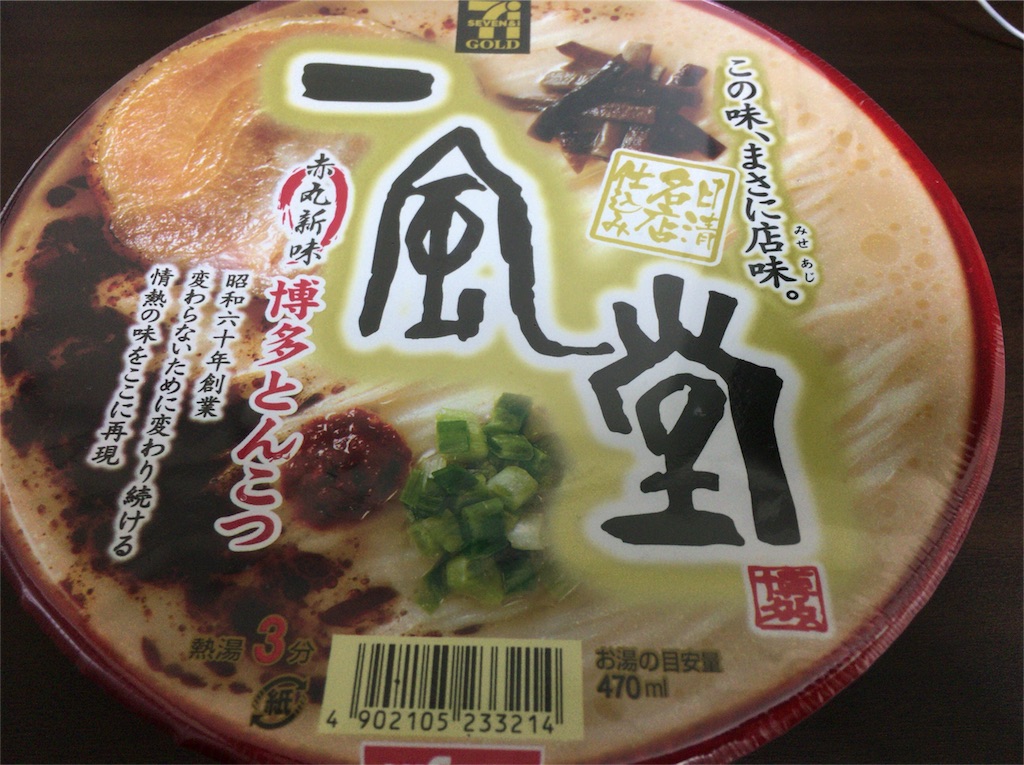 SEVEN&i
GOLD
この味、まさに店味。
みせ あじ
日清
名店
仕込み
一風堂
赤丸新味
博多とんこつ
昭和六十年創業
変わらないために変わり続ける
情熱の味をここに再現
博多
熱湯3分
紙
お湯の目安量
470ml
4 902105 233214